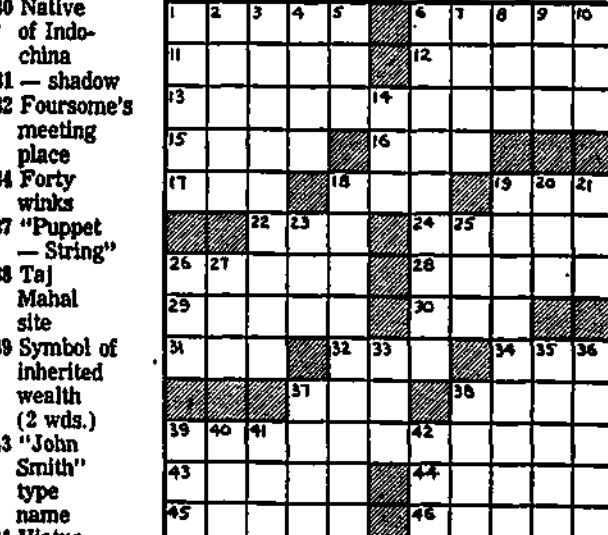 30 Native
of Indo-
china
31 — shadow
32 Foursome's
meeting
place
34 Forty
winks
37 "Puppet
— String"
38 Taj
Mahal
site
39 Symbol of
inherited
wealth
(2 wds.)
43 "John
Smith"
type
name
1 2 3 4 5 6 7 8 9 10
11 12
13 14
15 16
17 18 19 20 21
22 23 24 25
26 27 28
29 30
31 32 33 34 35 36
37 38
39 40 41 42
43 44
45 46